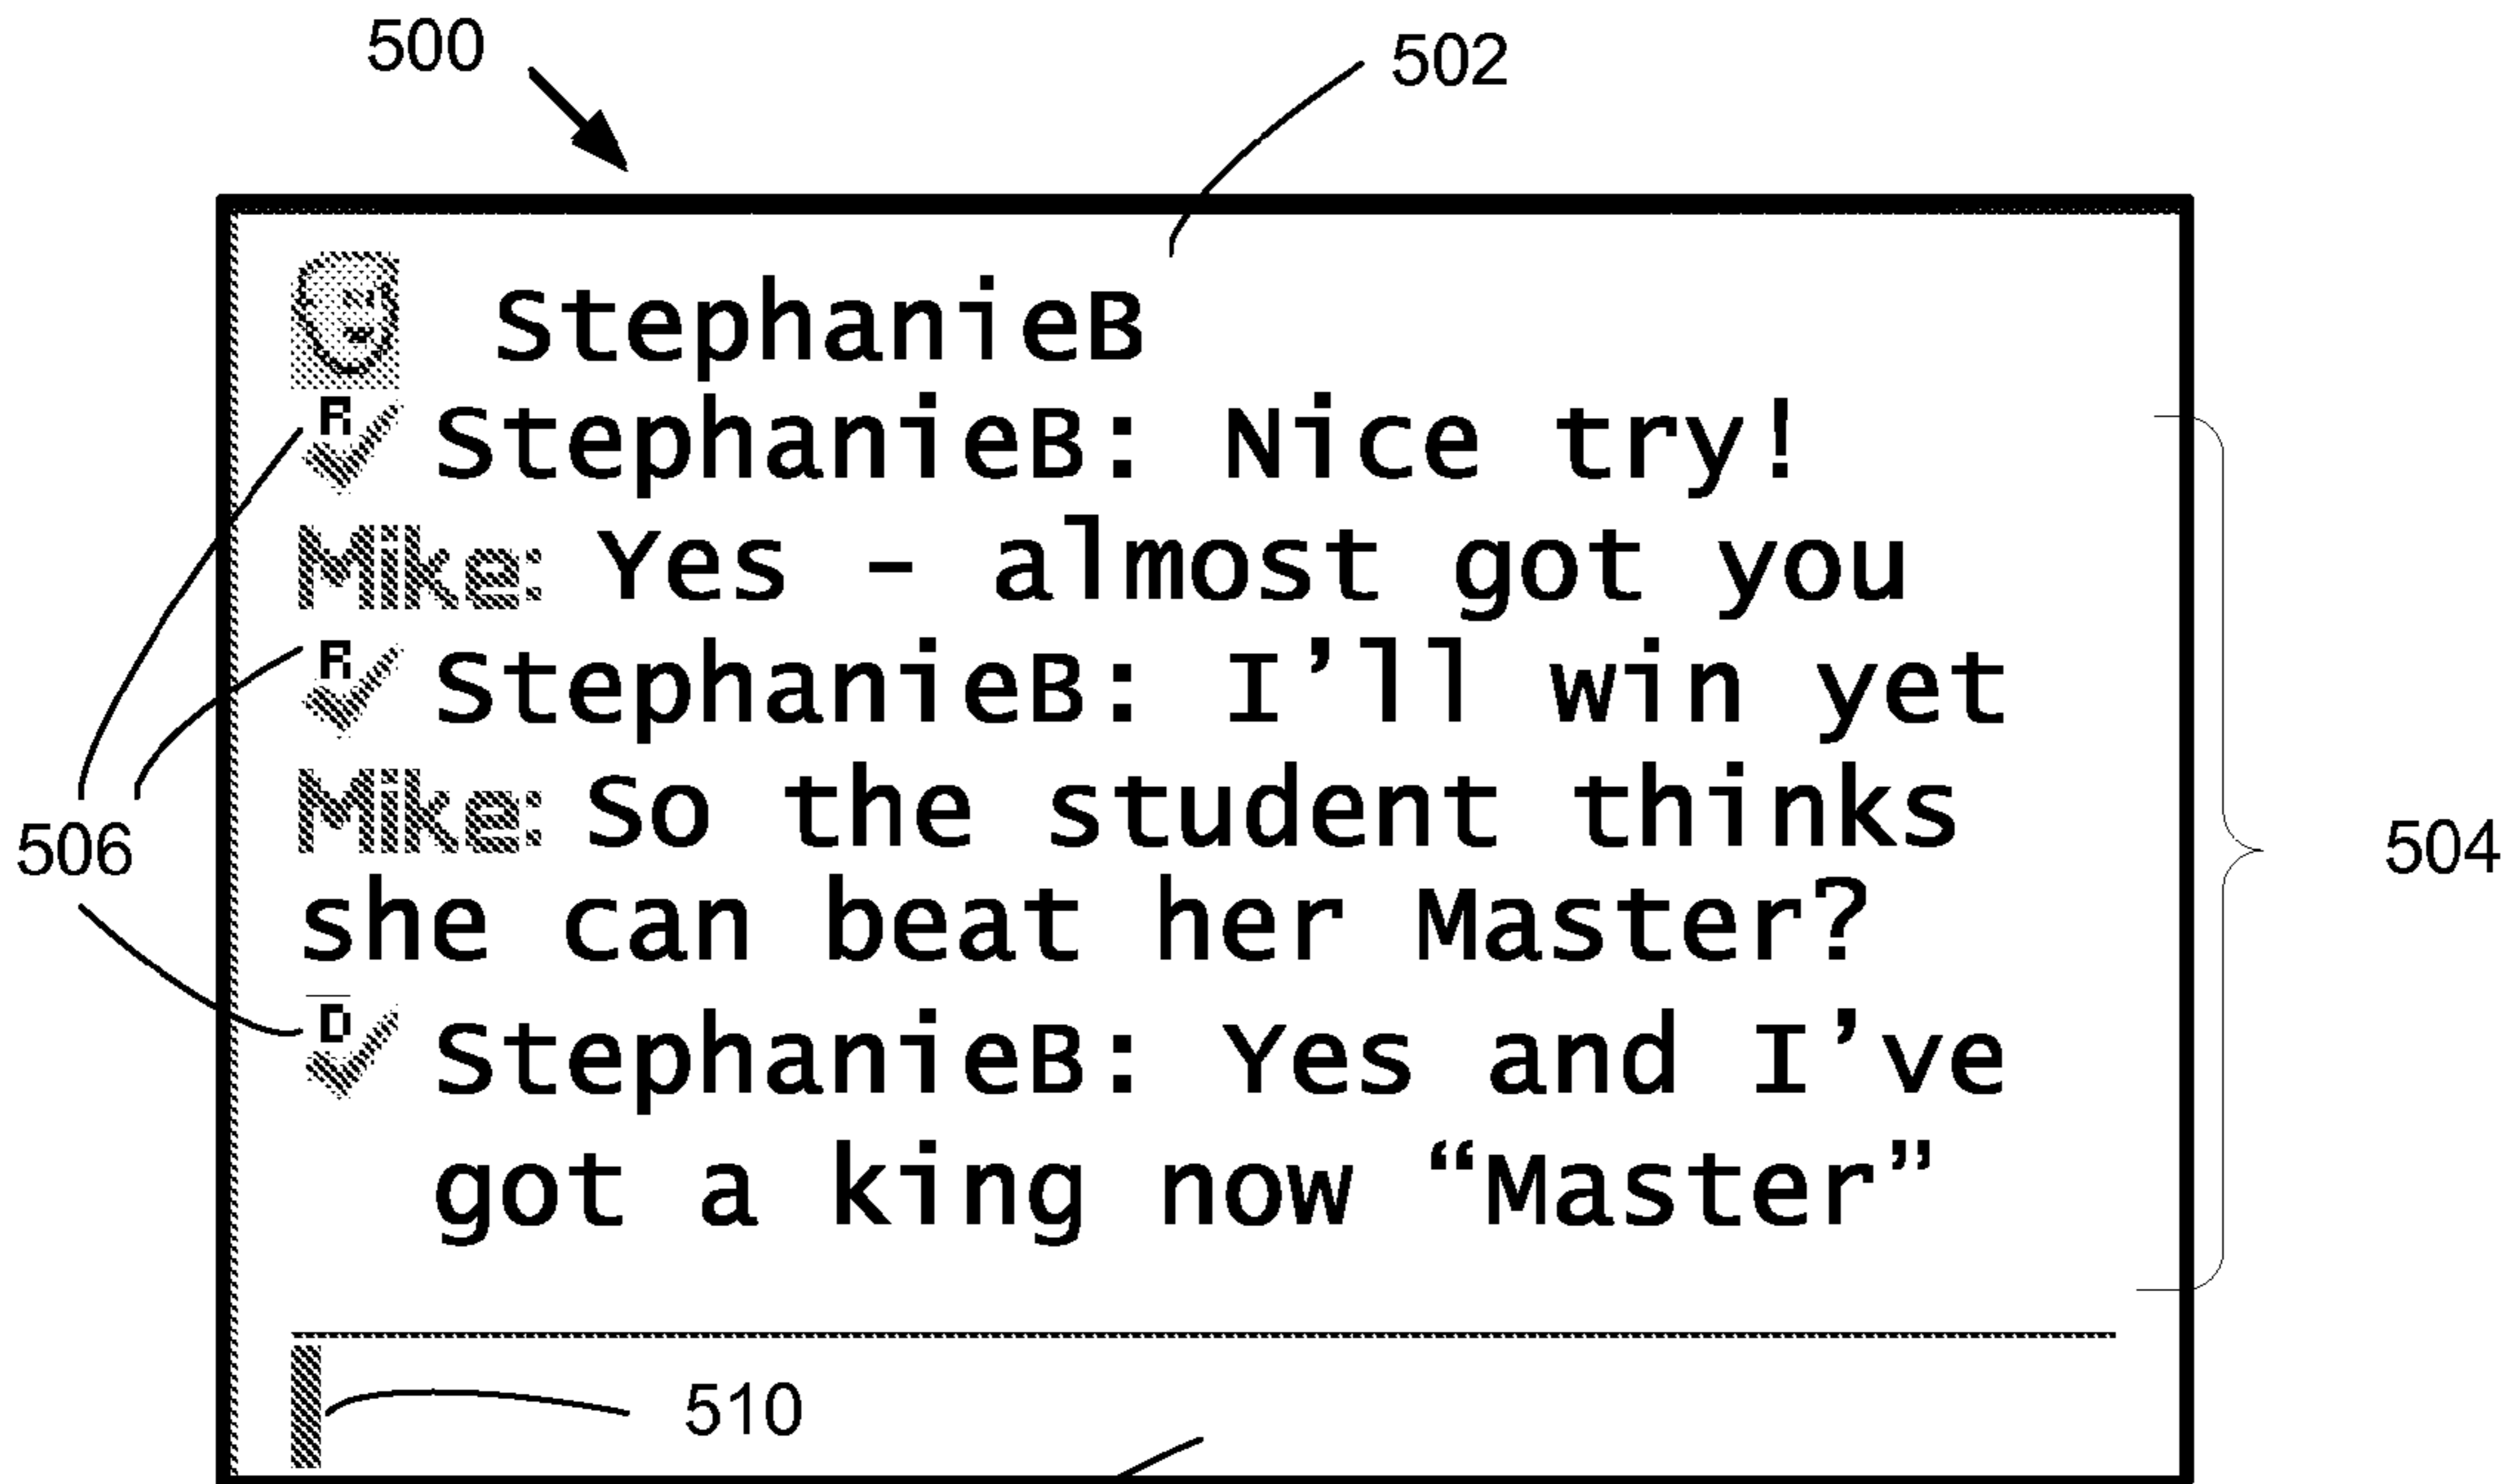 500
502
StephanieB
R StephanieB: Nice try!
Mike: Yes - almost got you
R StephanieB: I’ll win yet
Mike: So the student thinks
506
504
she can beat her Master?
D StephanieB: Yes and I’ve
got a king now “Master”
510